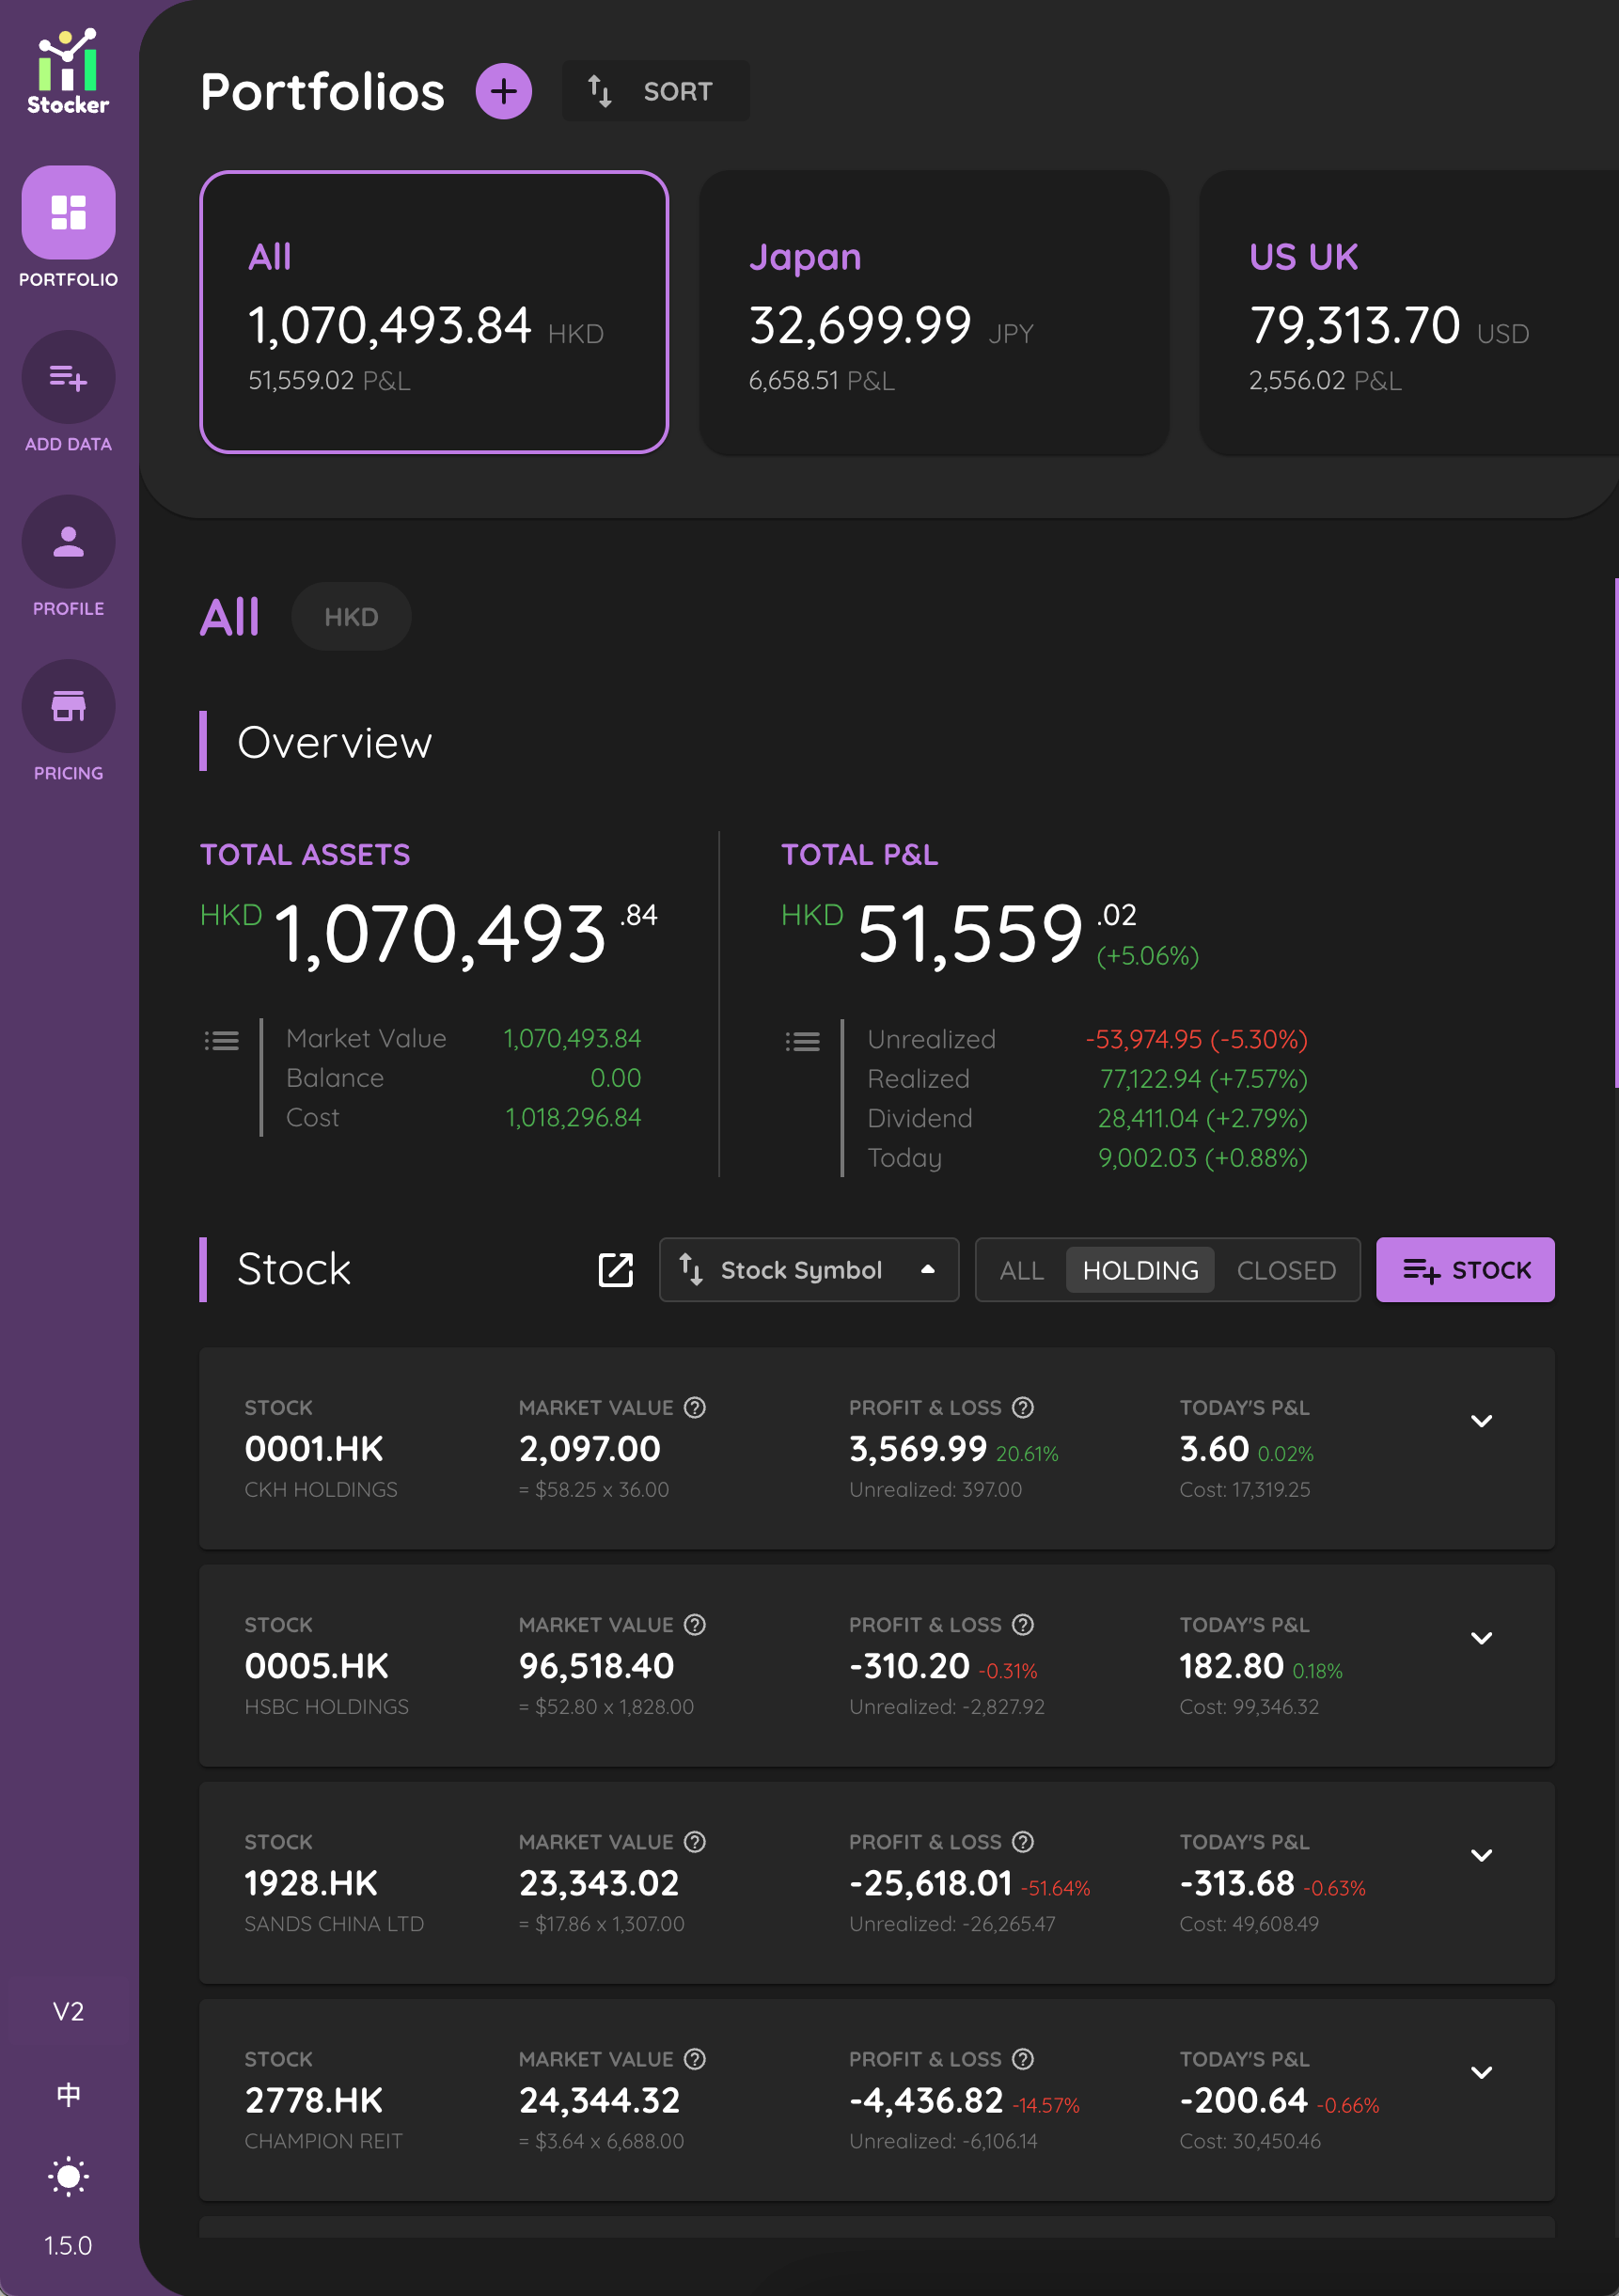 Stocker
PORTFOLIO
ADD DATA
PROFILE
PRICING
V2
中
1.5.0
Portfolios
SORT
All
1,070,493.84 HKD
51,559.02 P&L
Japan
32,699.99 JPY
6,658.51 P&L
US UK
79,313.70 USD
2,556.02 P&L
All HKD
Overview
TOTAL ASSETS
HKD 1,070,493.84
Market Value 1,070,493.84
Balance 0.00
Cost 1,018,296.84
TOTAL P&L
HKD 51,559.02
(+5.06%)
Unrealized -53,974.95 (-5.30%)
Realized 77,122.94 (+7.57%)
Dividend 28,411.04 (+2.79%)
Today 9,002.03 (+0.88%)
Stock Stock Symbol ALL HOLDING CLOSED STOCK
STOCK MARKET VALUE PROFIT & LOSS TODAY'S P&L
0001.HK 2,097.00 3,569.99 20.61% 3.60 0.02%
CKH HOLDINGS = $58.25 x 36.00 Unrealized: 397.00 Cost: 17,319.25
STOCK MARKET VALUE PROFIT & LOSS TODAY'S P&L
0005.HK 96,518.40 -310.20 -0.31% 182.80 0.18%
HSBC HOLDINGS = $52.80 x 1,828.00 Unrealized: -2,827.92 Cost: 99,346.32
STOCK MARKET VALUE PROFIT & LOSS TODAY'S P&L
1928.HK 23,343.02 -25,618.01 -51.64% -313.68 -0.63%
SANDS CHINA LTD = $17.86 x 1,307.00 Unrealized: -26,265.47 Cost: 49,608.49
STOCK MARKET VALUE PROFIT & LOSS TODAY'S P&L
2778.HK 24,344.32 -4,436.82 -14.57% -200.64 -0.66%
CHAMPION REIT = $3.64 x 6,688.00 Unrealized: -6,106.14 Cost: 30,450.46